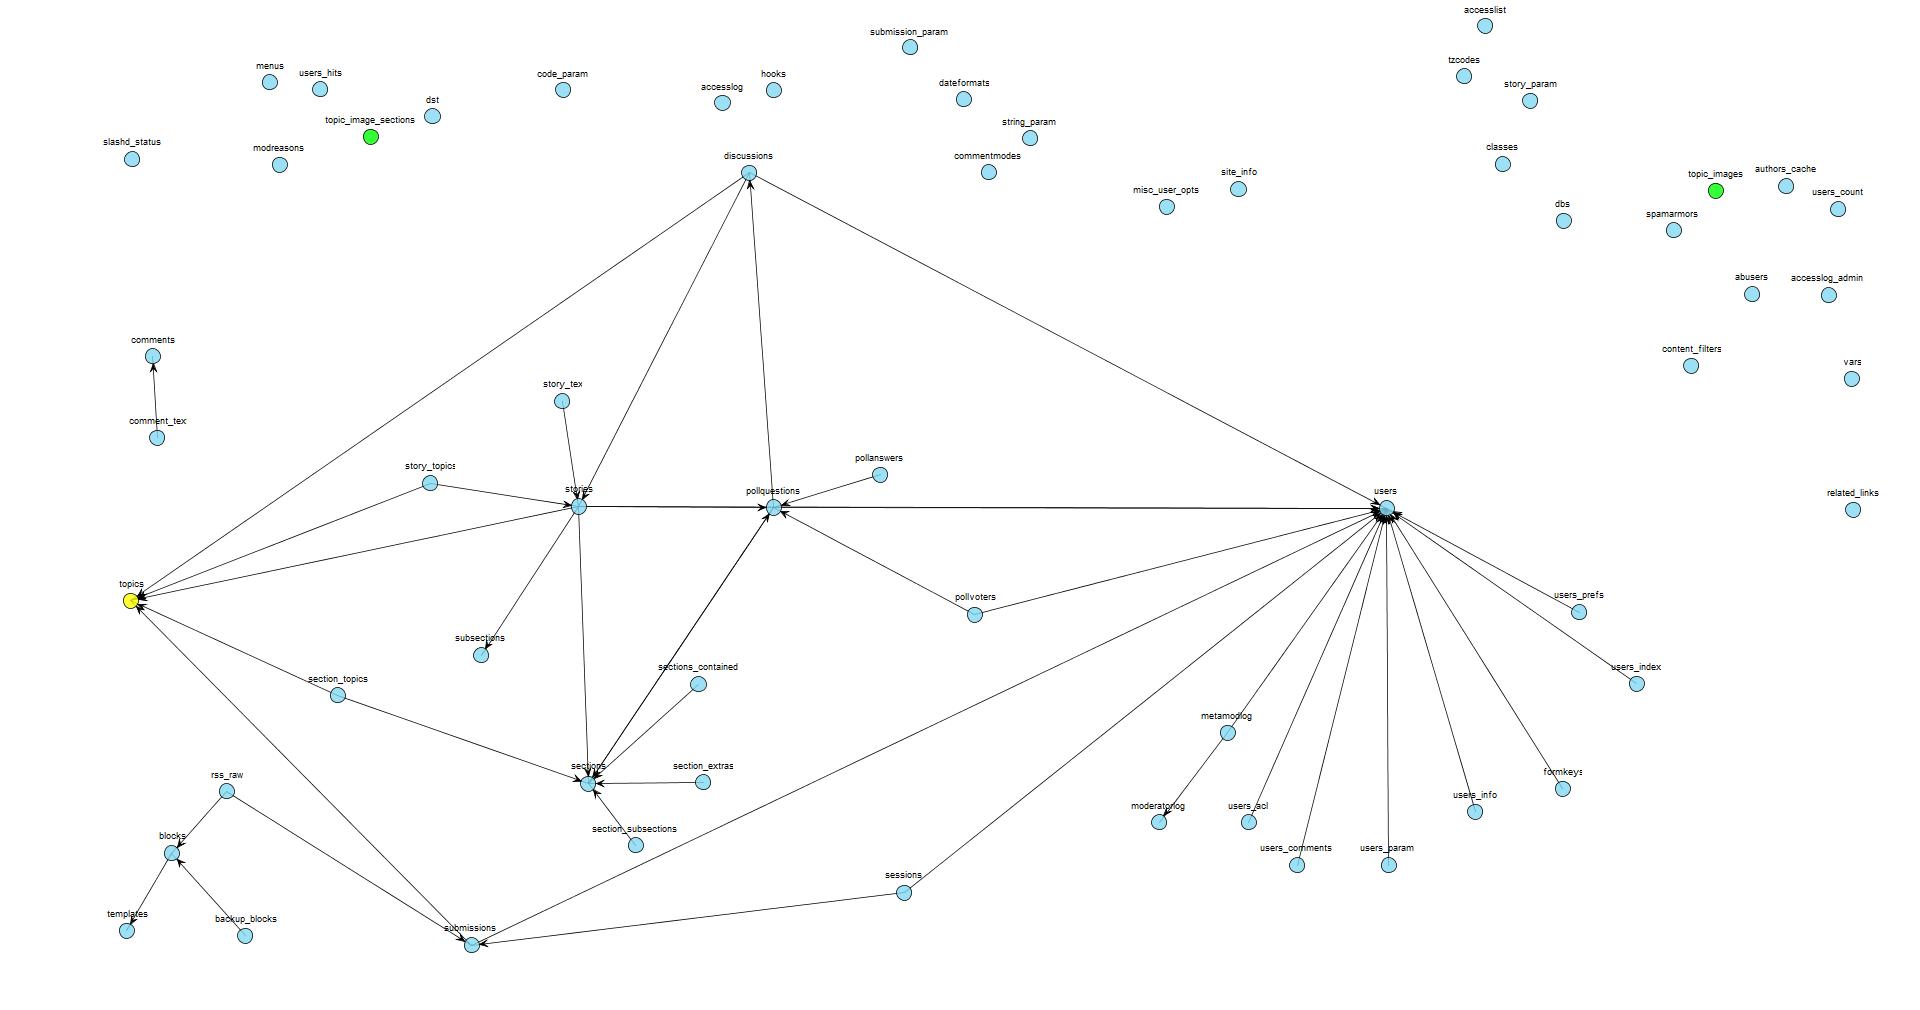 accesslist
submission_param
tzcodes
menus
users_hits
code_param
hooks
accesslog
dateformats
story_param
dst
topic_image_sections
string_param
slashd_status
modreasons
discussions
commentmodes
classes
site_info
misc_user_opts
topic_images
authors_cache
users_count
dbs
spamarmors
abusers
accesslog_admin
comments
content_filters
vars
story_tex
comment_tex
story_topics
pollanswers
stories
pollquestions
users
related_links
topics
pollvoters
users_prefs
subsections
sections_contained
users_index
section_topics
metamodlog
sections
section_extras
rss_raw
formkeys
users_info
moderatorlog
users_acl
section_subsections
blocks
users_comments
users_param
sessions
templates
backup_blocks
submissions